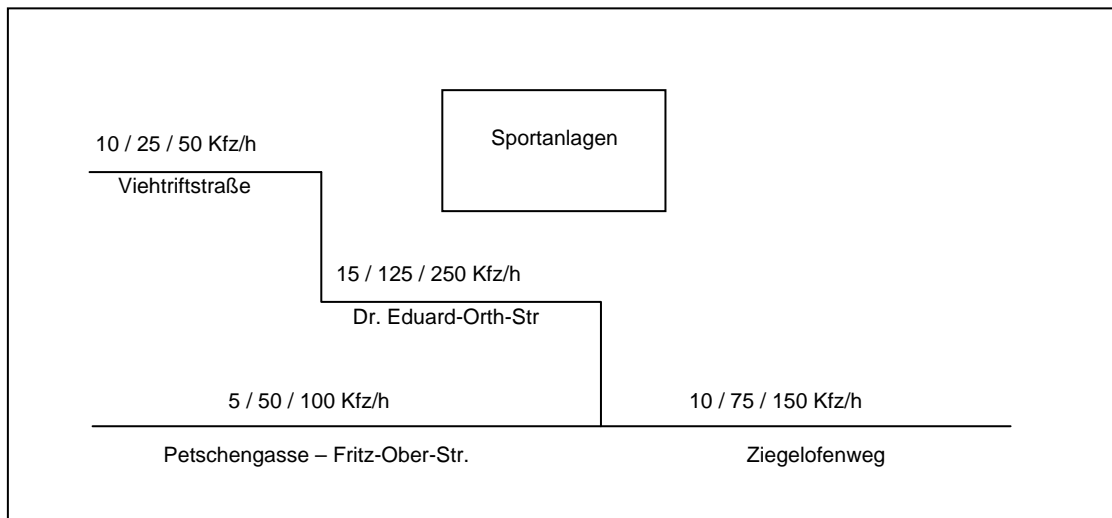 Sportanlagen
10 / 25 / 50 Kfz/h
Viehtriftstraße
15 / 125 / 250 Kfz/h
Dr. Eduard-Orth-Str
5 / 50 / 100 Kfz/h
10 / 75 / 150 Kfz/h
Petschengasse – Fritz-Ober-Str.
Ziegelofenweg